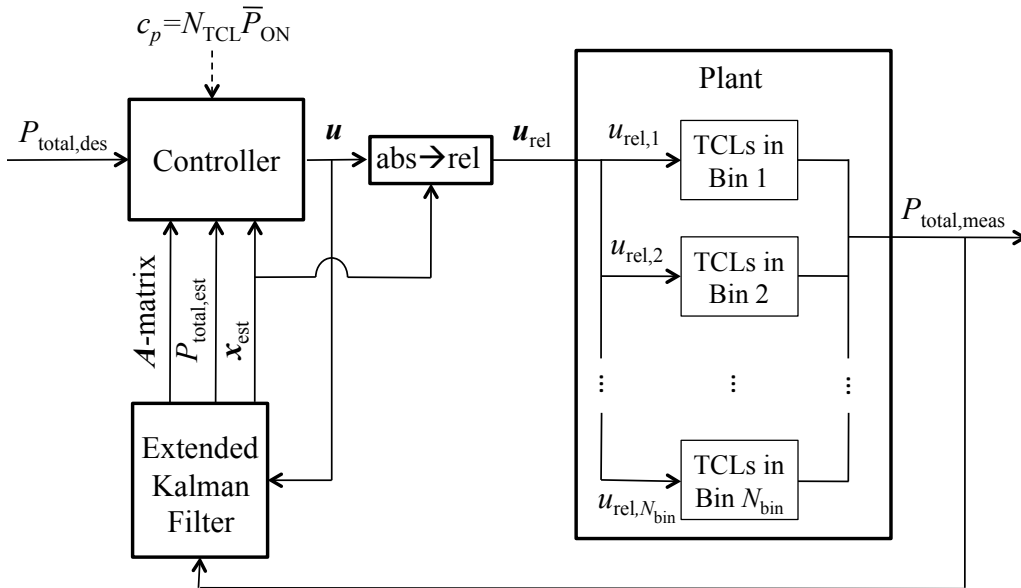 c_p=N_TCL P̅_ON
Plant
P_total,des
Controller
u
abs→rel
u_rel
u_rel,1
TCLs in
Bin 1
P_total,meas
u_rel,2
TCLs in
Bin 2
A-matrix
P_total,est
x_est
...
...
...
Extended
Kalman
Filter
u_rel,N_bin
TCLs in
Bin N_bin